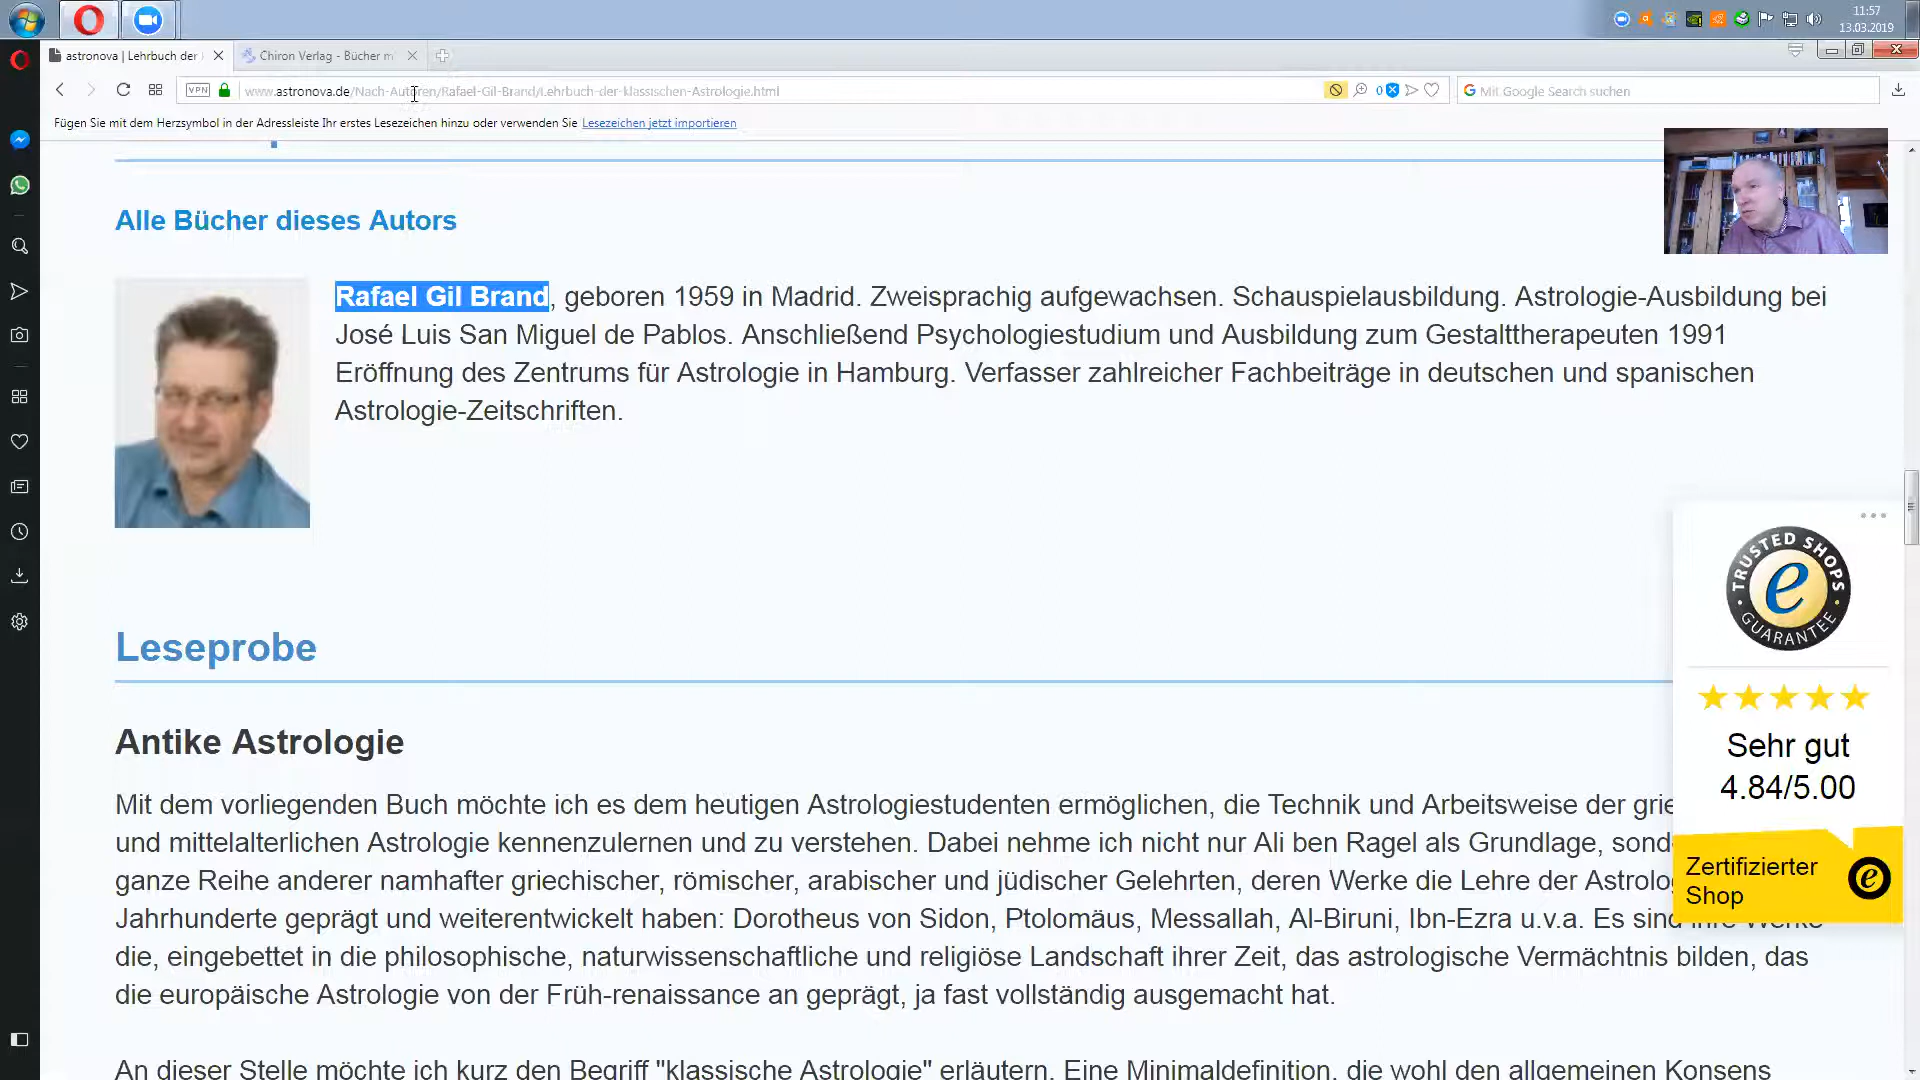 11:57
13.03.2019
astronova | Lehrbuch der
Chiron Verlag - Bücher m
VPN
www.astronova.de/Nach-Autoren/Rafael-Gil-Brand/Lehrbuch-der-klassischen-Astrologie.html
0
Mit Google Search suchen
Fügen Sie mit dem Herzsymbol in der Adressleiste Ihr erstes Lesezeichen hinzu oder verwenden Sie Lesezeichen jetzt importieren
Alle Bücher dieses Autors
Rafael Gil Brand, geboren 1959 in Madrid. Zweisprachig aufgewachsen. Schauspielausbildung. Astrologie-Ausbildung bei
José Luis San Miguel de Pablos. Anschließend Psychologiestudium und Ausbildung zum Gestalttherapeuten 1991
Eröffnung des Zentrums für Astrologie in Hamburg. Verfasser zahlreicher Fachbeiträge in deutschen und spanischen
Astrologie-Zeitschriften.
TRUSTED SHOPS
e
GUARANTEE
Sehr gut
4.84/5.00
Zertifizierter
Shop
e
Leseprobe
Antike Astrologie
Mit dem vorliegenden Buch möchte ich es dem heutigen Astrologiestudenten ermöglichen, die Technik und Arbeitsweise der grie
und mittelalterlichen Astrologie kennenzulernen und zu verstehen. Dabei nehme ich nicht nur Ali ben Ragel als Grundlage, sond
ganze Reihe anderer namhafter griechischer, römischer, arabischer und jüdischer Gelehrten, deren Werke die Lehre der Astrolo
Jahrhunderte geprägt und weiterentwickelt haben: Dorotheus von Sidon, Ptolomäus, Messallah, Al-Biruni, Ibn-Ezra u.v.a. Es sind ihre Werke
die, eingebettet in die philosophische, naturwissenschaftliche und religiöse Landschaft ihrer Zeit, das astrologische Vermächtnis bilden, das
die europäische Astrologie von der Früh-renaissance an geprägt, ja fast vollständig ausgemacht hat.
An dieser Stelle möchte ich kurz den Begriff "klassische Astrologie" erläutern. Eine Minimaldefinition, die wohl den allgemeinen Konsens